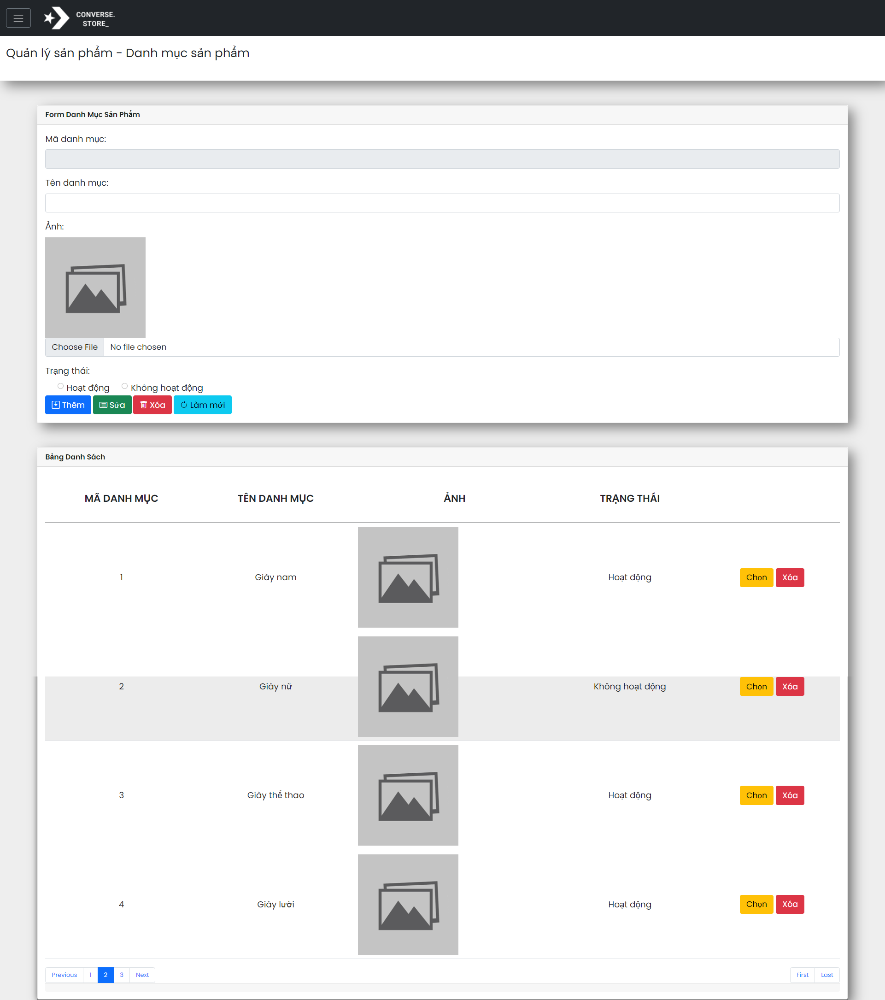 CONVERSE.
STORE_
Quản lý sản phẩm - Danh mục sản phẩm
Form Danh Mục Sản Phẩm
Mã danh mục:
Tên danh mục:
Ảnh:
Choose File No file chosen
Trạng thái:
Hoạt động Không hoạt động
Thêm Sửa Xóa Làm mới
Bảng Danh Sách
MÃ DANH MỤC TÊN DANH MỤC ẢNH TRẠNG THÁI
1 Giày nam Hoạt động Chọn Xóa
2 Giày nữ Không hoạt động Chọn Xóa
3 Giày thể thao Hoạt động Chọn Xóa
4 Giày lười Hoạt động Chọn Xóa
Previous 1 2 3 Next First Last